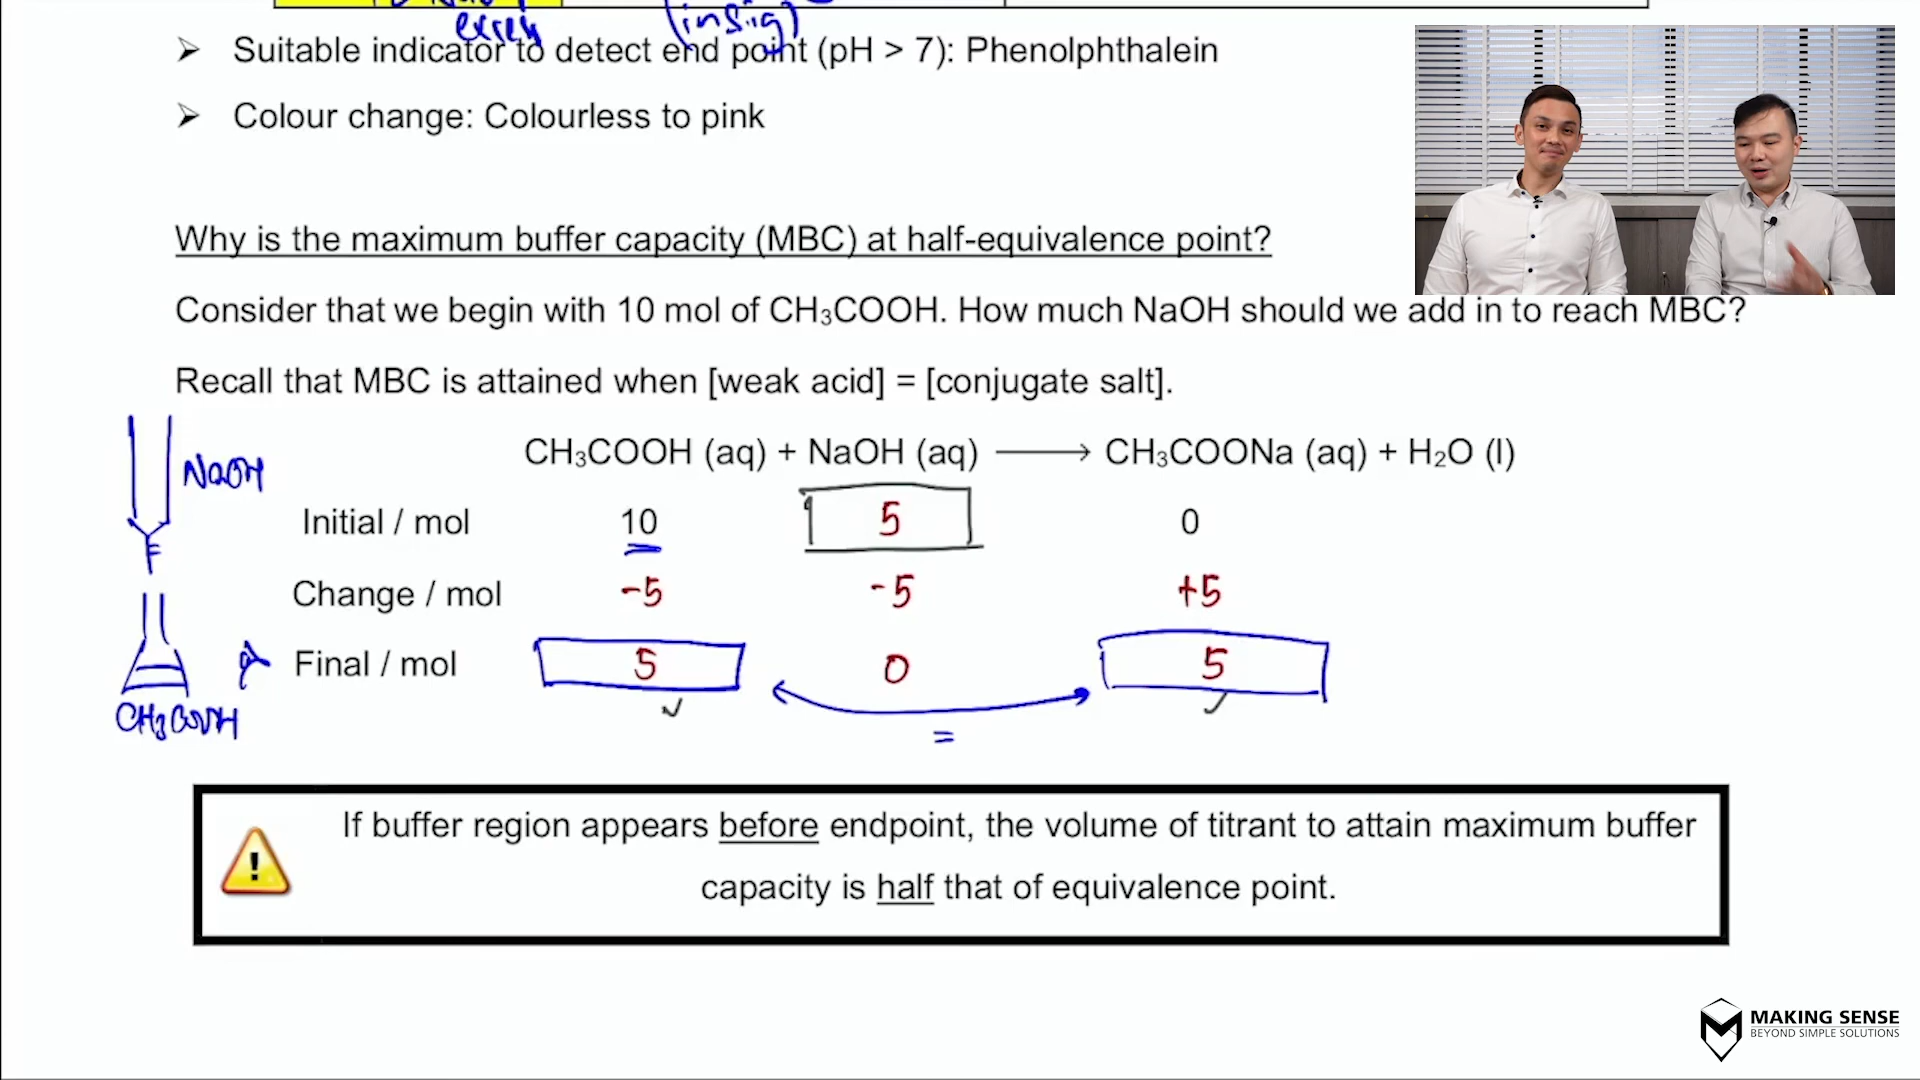 excess
(insig)
➢ Suitable indicator to detect end point (pH > 7): Phenolphthalein
➢ Colour change: Colourless to pink
Why is the maximum buffer capacity (MBC) at half-equivalence point?
Consider that we begin with 10 mol of CH₃COOH. How much NaOH should we add in to reach MBC?
Recall that MBC is attained when [weak acid] = [conjugate salt].
CH₃COOH (aq) + NaOH (aq) ⟶ CH₃COONa (aq) + H₂O (l)
NaOH
Initial / mol 10 5 0
Change / mol -5 -5 +5
Final / mol 5 0 5
CH₃COOH
=
If buffer region appears before endpoint, the volume of titrant to attain maximum buffer
capacity is half that of equivalence point.
MAKING SENSE
BEYOND SIMPLE SOLUTIONS